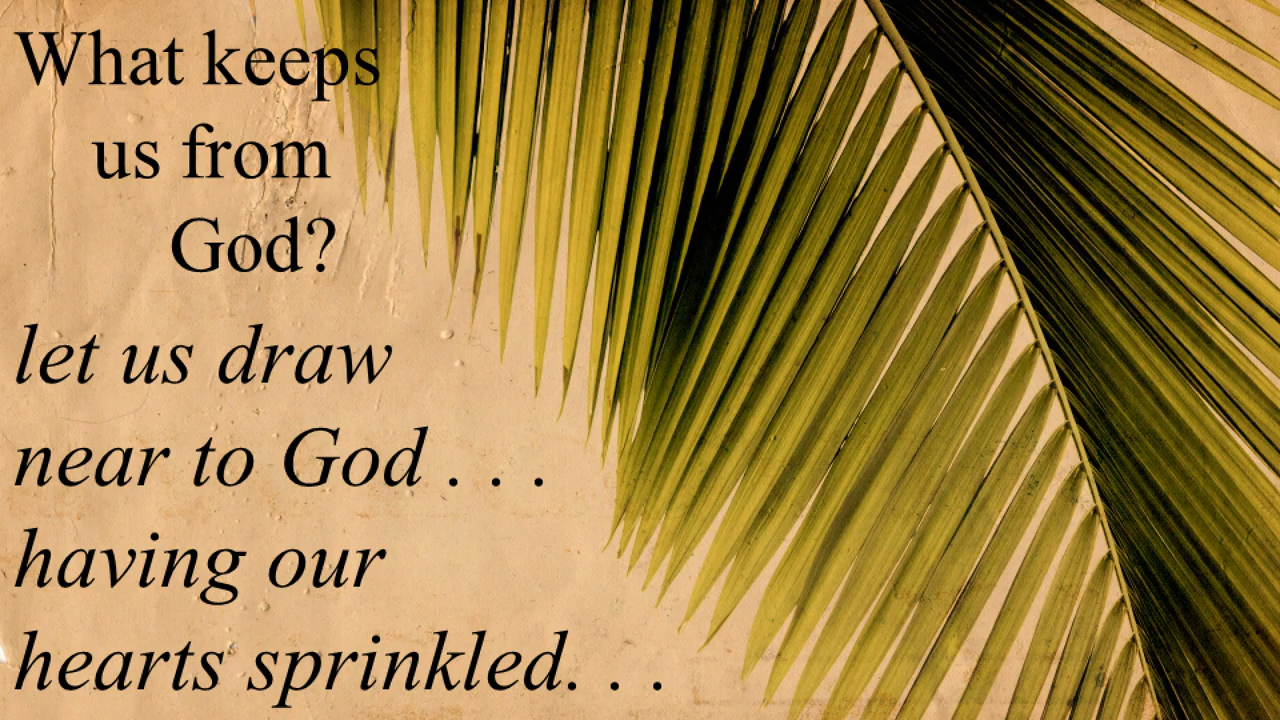 What keeps
us from
God?
let us draw
near to God . . .
having our
hearts sprinkled. . .